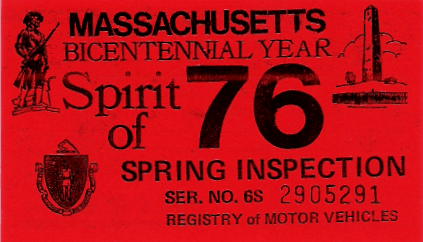 MASSACHUSETTS
BICENTENNIAL YEAR
Spirit of 76
SPRING INSPECTION
SER. NO. 6S 2905291
REGISTRY of MOTOR VEHICLES